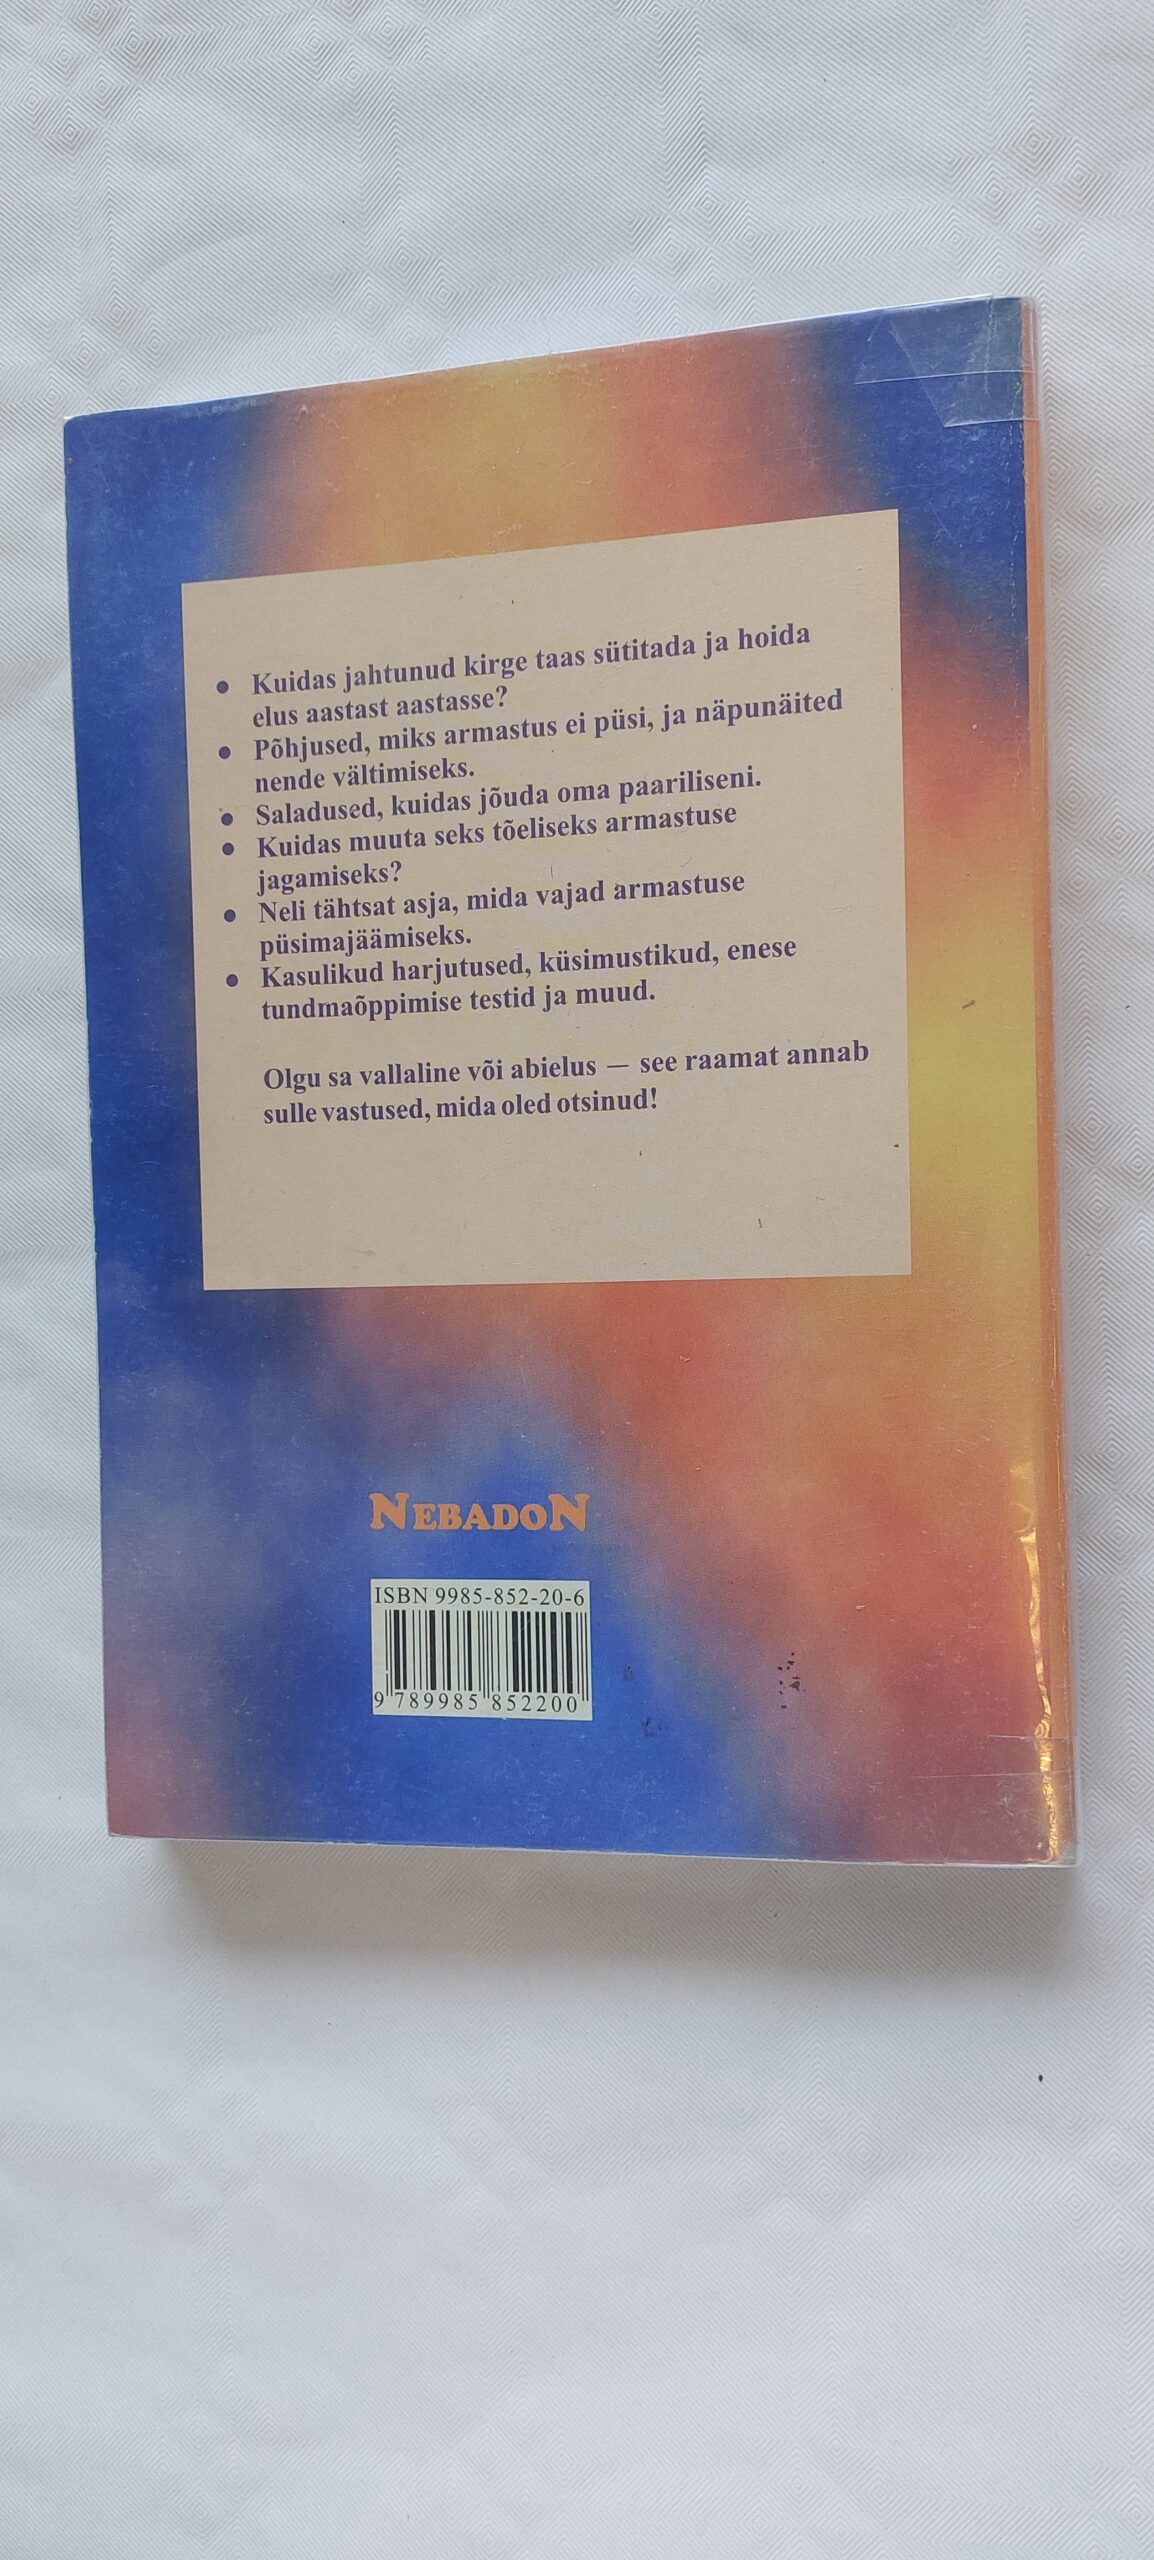 • Kuidas jahtunud kirge taas sütitada ja hoida
elus aastast aastasse?
• Põhjused, miks armastus ei püsi, ja näpunäited
nende vältimiseks.
• Saladused, kuidas jõuda oma paariliseni.
• Kuidas muuta seks tõeliseks armastuse
jagamiseks?
• Neli tähtsat asja, mida vajad armastuse
püsimajäämiseks.
• Kasulikud harjutused, küsimustikud, enese
tundmaõppimise testid ja muud.
Olgu sa vallaline või abielus — see raamat annab
sulle vastused, mida oled otsinud!
NEBADON
ISBN 9985-852-20-6
9 789985 852200